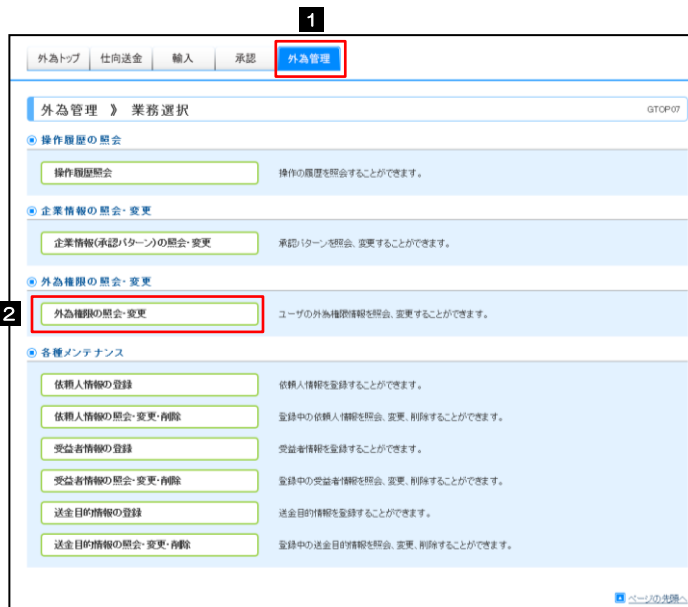 1
外為トップ 仕向送金 輸入 承認 外為管理
外為管理 》 業務選択 GTOP07
操作履歴の照会
操作履歴照会 操作の履歴を照会することができます。
企業情報の照会・変更
企業情報(承認パターン)の照会・変更 承認パターンを照会、変更することができます。
外為権限の照会・変更
2
外為権限の照会・変更 ユーザの外為権限情報を照会、変更することができます。
各種メンテナンス
依頼人情報の登録 依頼人情報を登録することができます。
依頼人情報の照会・変更・削除 登録中の依頼人情報を照会、変更、削除することができます。
受益者情報の登録 受益者情報を登録することができます。
受益者情報の照会・変更・削除 登録中の受益者情報を照会、変更、削除することができます。
送金目的情報の登録 送金目的情報を登録することができます。
送金目的情報の照会・変更・削除 登録中の送金目的情報を照会、変更、削除することができます。
ページの先頭へ